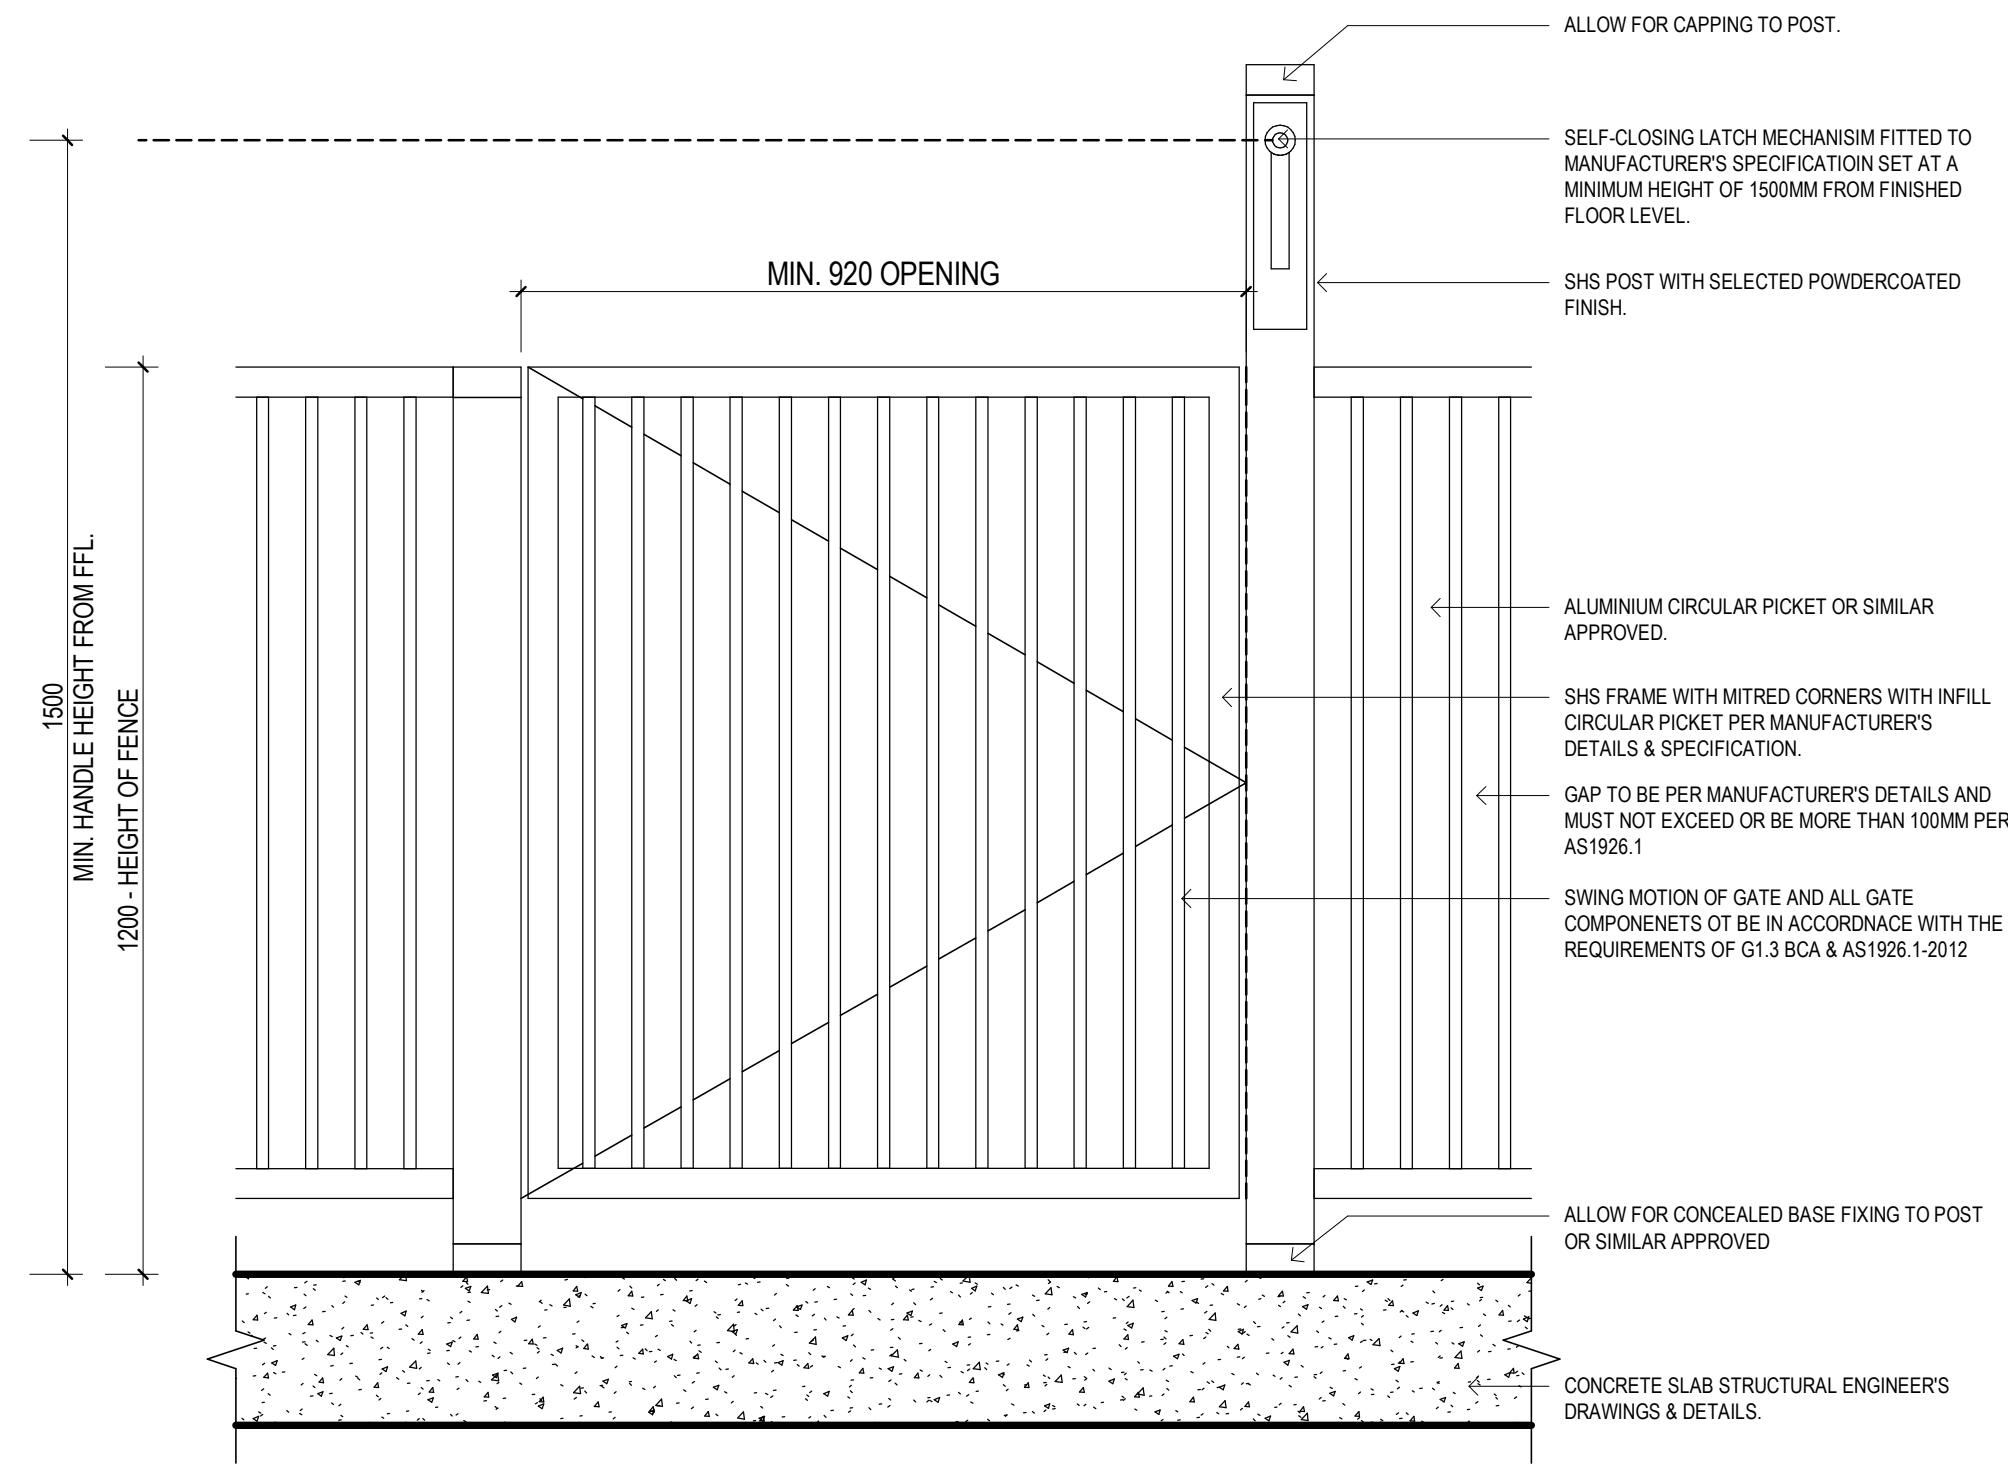 ALLOW FOR CAPPING TO POST.
SELF-CLOSING LATCH MECHANISIM FITTED TO
MANUFACTURER'S SPECIFICATIOIN SET AT A
MINIMUM HEIGHT OF 1500MM FROM FINISHED
FLOOR LEVEL.
MIN. 920 OPENING
SHS POST WITH SELECTED POWDERCOATED
FINISH.
1500
MIN. HANDLE HEIGHT FROM FFL.
1200 - HEIGHT OF FENCE
ALUMINIUM CIRCULAR PICKET OR SIMILAR
APPROVED.
SHS FRAME WITH MITRED CORNERS WITH INFILL
CIRCULAR PICKET PER MANUFACTURER'S
DETAILS & SPECIFICATION.
GAP TO BE PER MANUFACTURER'S DETAILS AND
MUST NOT EXCEED OR BE MORE THAN 100MM PER
AS1926.1
SWING MOTION OF GATE AND ALL GATE
COMPONENETS OT BE IN ACCORDNACE WITH THE
REQUIREMENTS OF G1.3 BCA & AS1926.1-2012
ALLOW FOR CONCEALED BASE FIXING TO POST
OR SIMILAR APPROVED
CONCRETE SLAB STRUCTURAL ENGINEER'S
DRAWINGS & DETAILS.